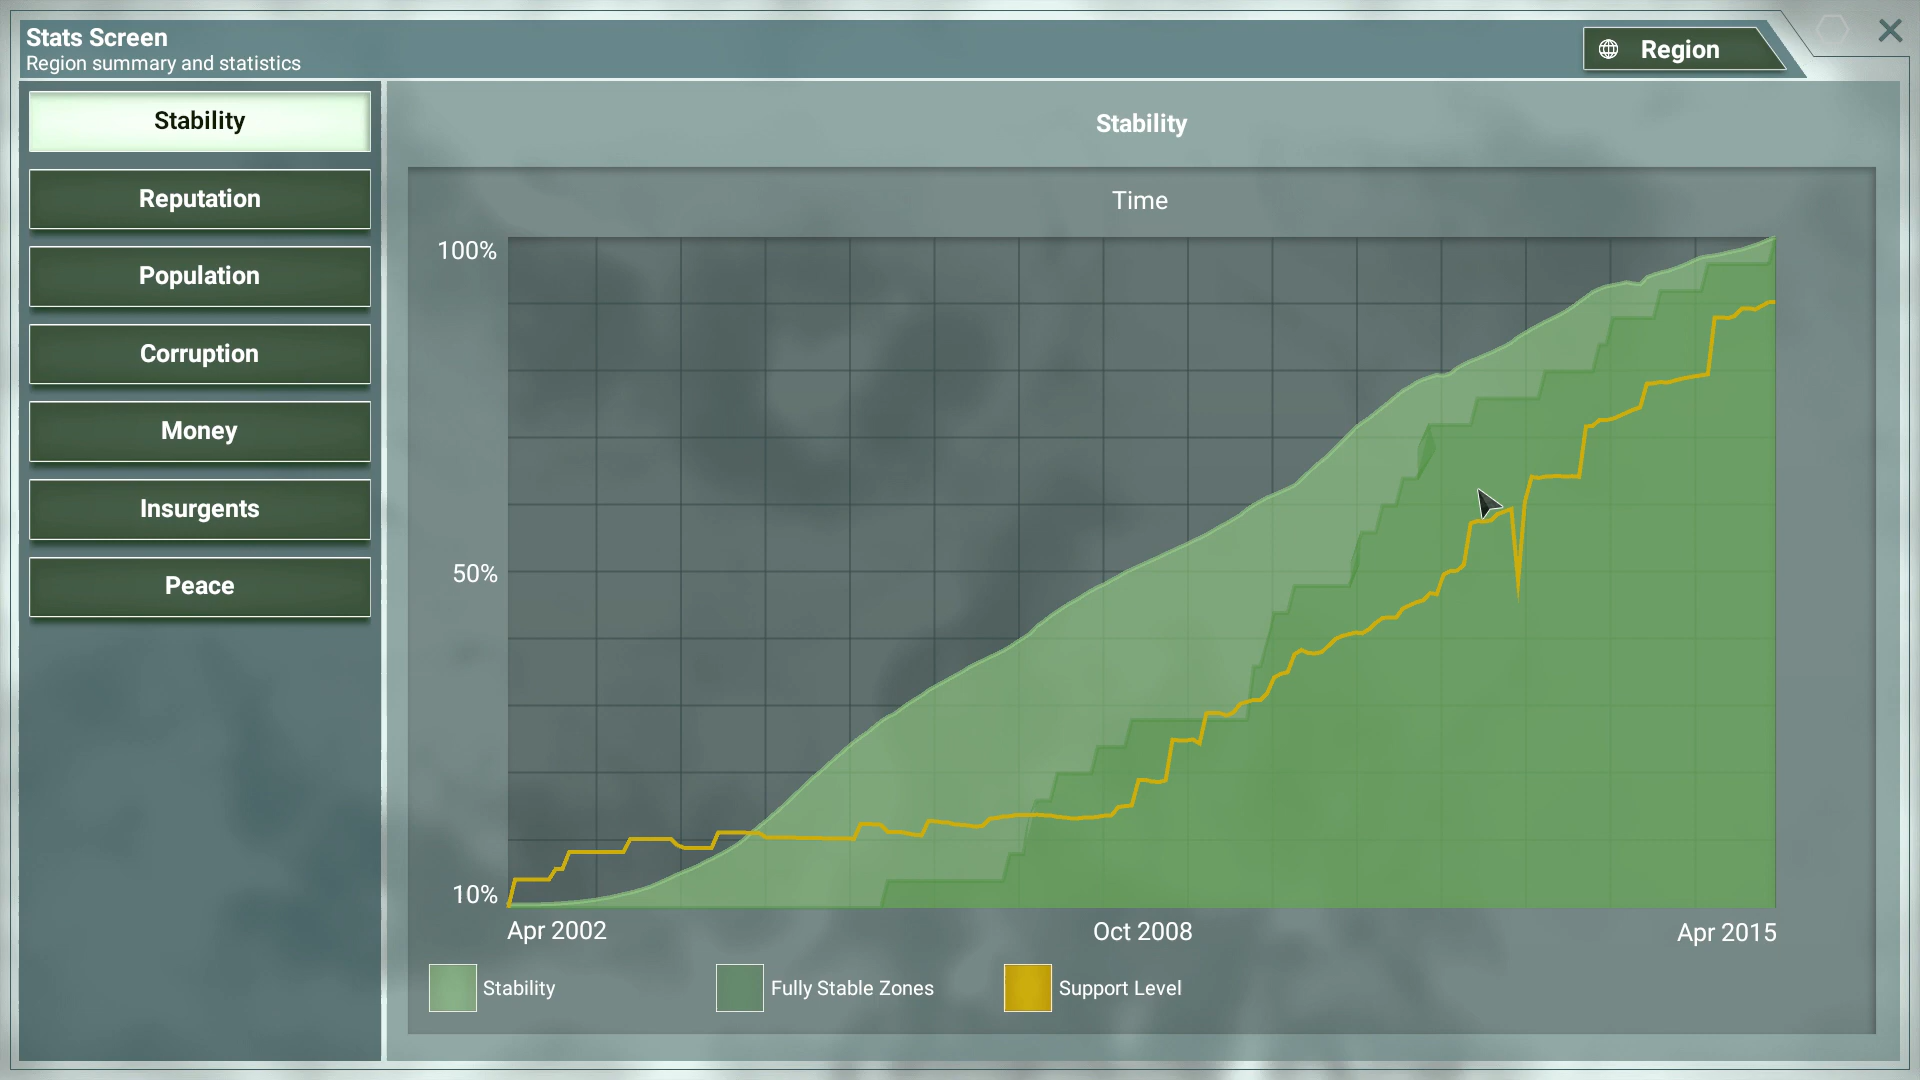 Stats Screen
Region summary and statistics
Region
Stability
Reputation
Population
Corruption
Money
Insurgents
Peace
Stability
Time
100%
50%
10%
Apr 2002
Oct 2008
Apr 2015
Stability
Fully Stable Zones
Support Level